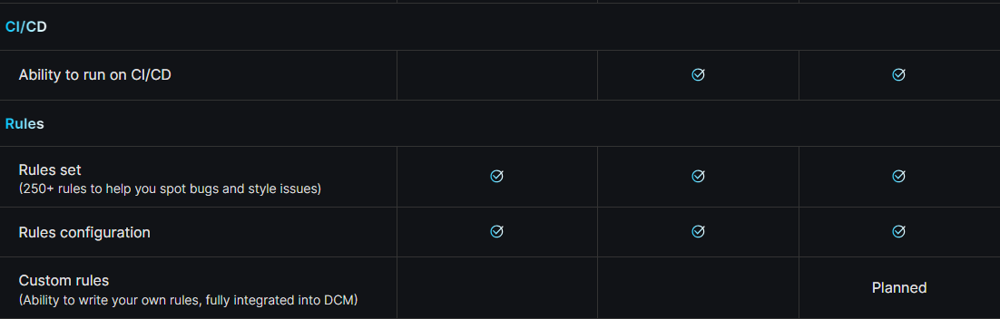 CI/CD
Ability to run on CI/CD
Rules
Rules set
(250+ rules to help you spot bugs and style issues)
Rules configuration
Custom rules
(Ability to write your own rules, fully integrated into DCM)
Planned